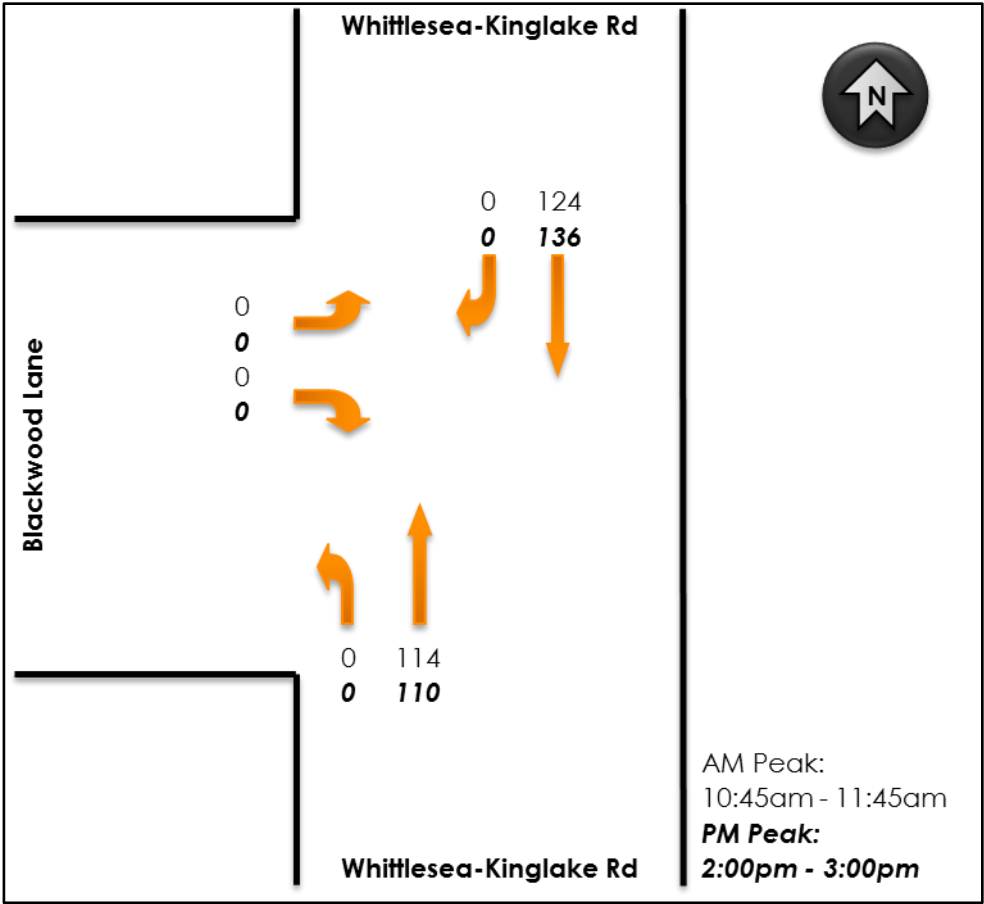 Whittlesea-Kinglake Rd
N
0 124
0 136
0
0
0
0
Blackwood Lane
0 114
0 110
AM Peak:
10:45am - 11:45am
PM Peak:
2:00pm - 3:00pm
Whittlesea-Kinglake Rd